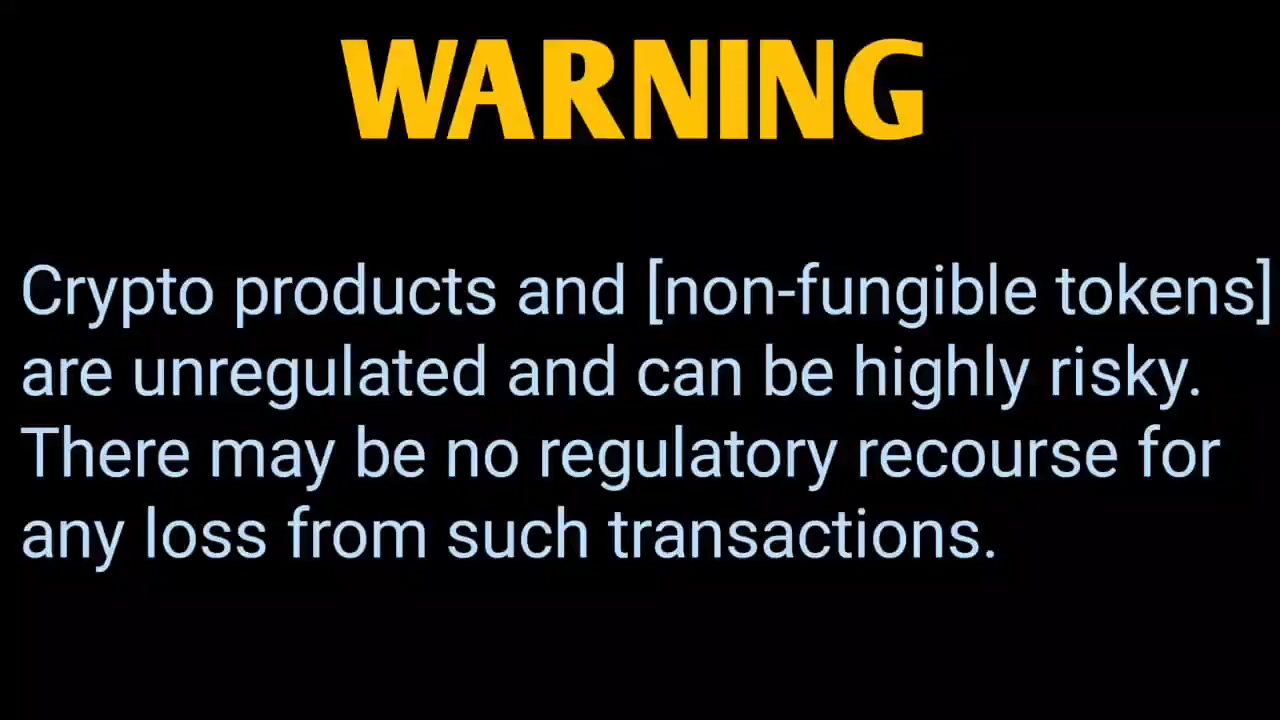 WARNING
Crypto products and [non-fungible tokens]
are unregulated and can be highly risky.
There may be no regulatory recourse for
any loss from such transactions.